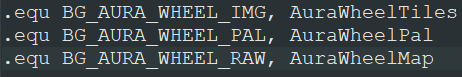 .equ BG_AURA_WHEEL_IMG, AuraWheelTiles
.equ BG_AURA_WHEEL_PAL, AuraWheelPal
.equ BG_AURA_WHEEL_RAW, AuraWheelMap